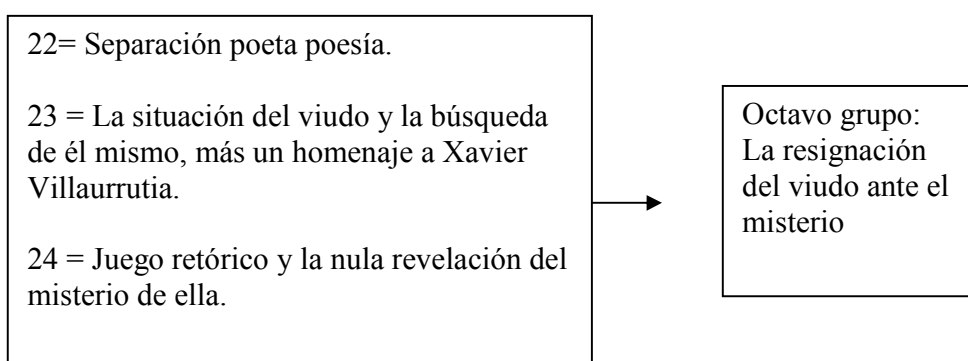 22= Separación poeta poesía.
23 = La situación del viudo y la búsqueda
de él mismo, más un homenaje a Xavier
Villaurrutia.
24 = Juego retórico y la nula revelación del
misterio de ella.
Octavo grupo:
La resignación
del viudo ante el
misterio